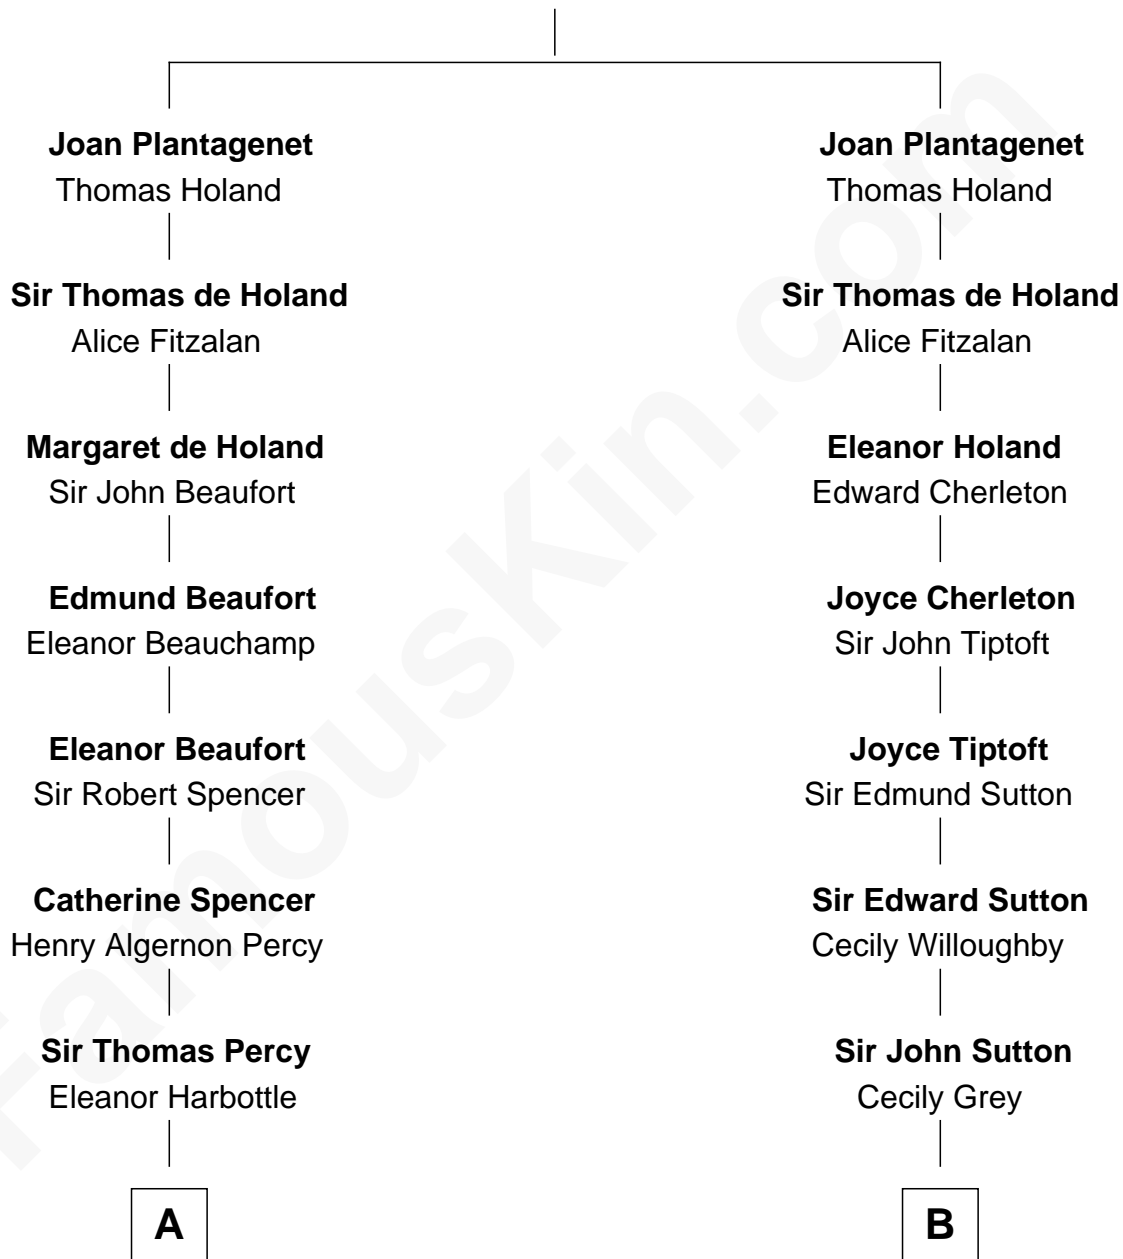 Joan Plantagenet
Thomas Holand
Sir Thomas de Holand
Alice Fitzalan
Margaret de Holand
Sir John Beaufort
Edmund Beaufort
Eleanor Beauchamp
Eleanor Beaufort
Sir Robert Spencer
Catherine Spencer
Henry Algernon Percy
Sir Thomas Percy
Eleanor Harbottle
A
Joan Plantagenet
Thomas Holand
Sir Thomas de Holand
Alice Fitzalan
Eleanor Holand
Edward Cherleton
Joyce Cherleton
Sir John Tiptoft
Joyce Tiptoft
Sir Edmund Sutton
Sir Edward Sutton
Cecily Willoughby
Sir John Sutton
Cecily Grey
B
FamousKin.com